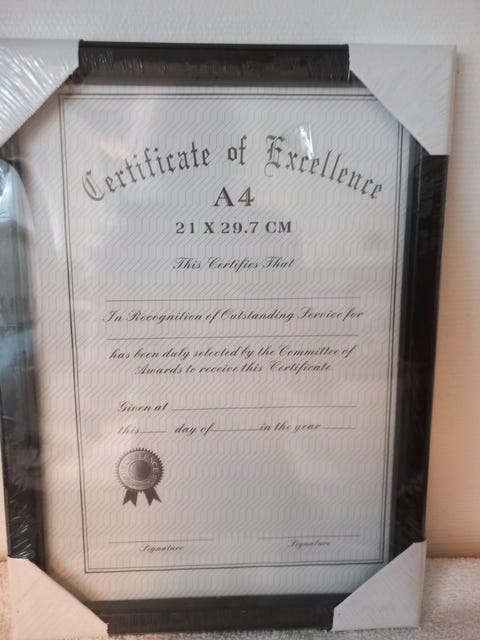 Certificate of Excellence
A4
21 X 29.7 CM
This Certifies That
In Recognition of Outstanding Service for
has been duly selected by the Committee of
Awards to receive this Certificate.
Given at
this day of in the year
Signature Signature